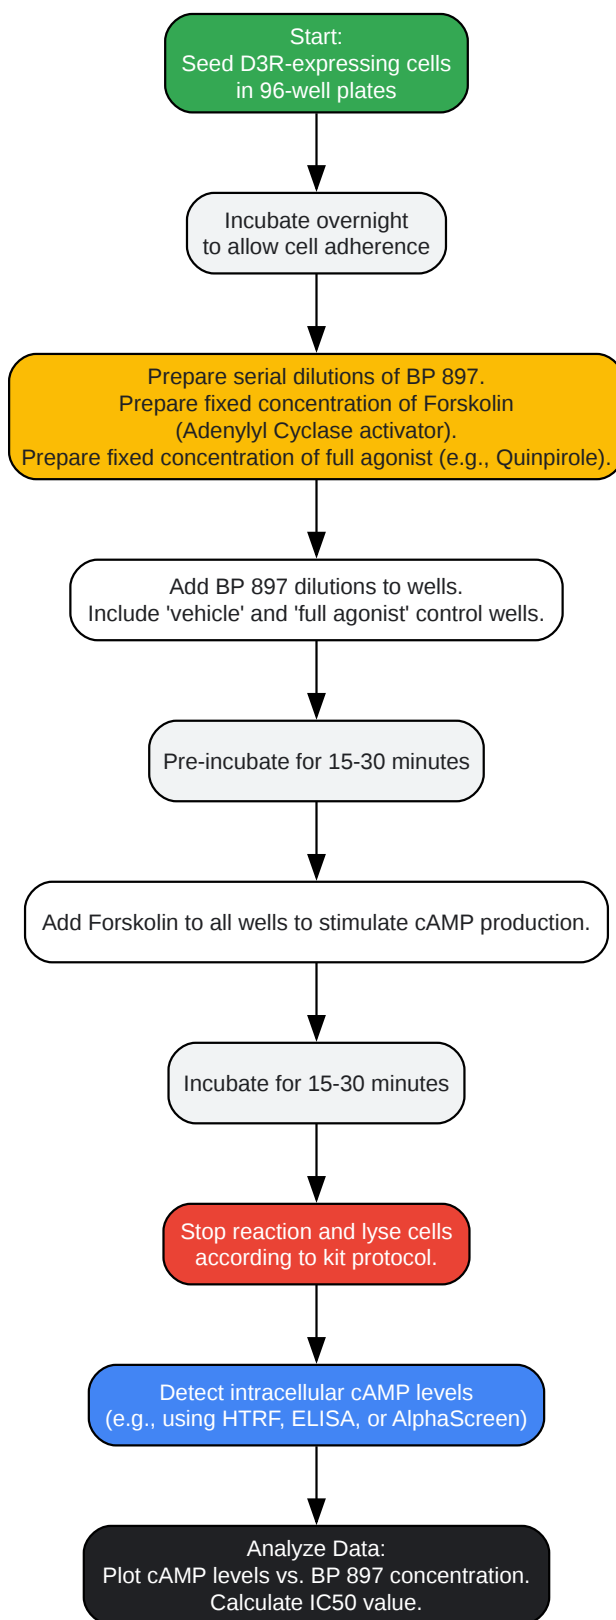 Start:
Seed D3R-expressing cells
in 96-well plates
Incubate overnight
to allow cell adherence
Prepare serial dilutions of BP 897.
Prepare fixed concentration of Forskolin
(Adenylyl Cyclase activator).
Prepare fixed concentration of full agonist (e.g., Quinpirole).
Add BP 897 dilutions to wells.
Include 'vehicle' and 'full agonist' control wells.
Pre-incubate for 15-30 minutes
Add Forskolin to all wells to stimulate cAMP production.
Incubate for 15-30 minutes
Stop reaction and lyse cells
according to kit protocol.
Detect intracellular cAMP levels
(e.g., using HTRF, ELISA, or AlphaScreen)
Analyze Data:
Plot cAMP levels vs. BP 897 concentration.
Calculate IC50 value.